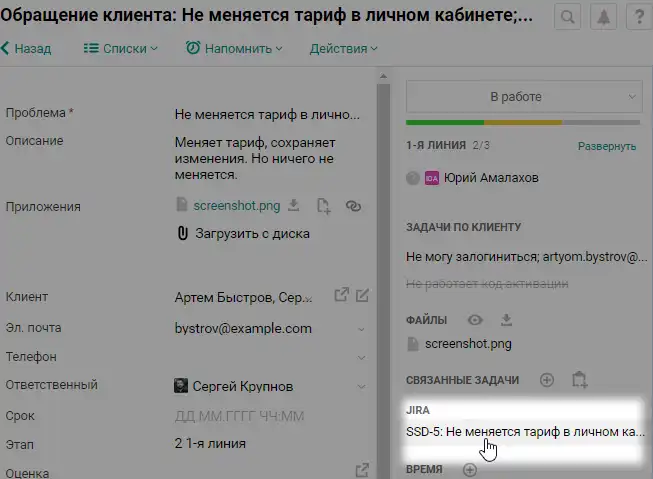 Обращение клиента: Не меняется тариф в личном кабинете;...
?
Назад
Списки
Напомнить
Действия
Проблема *
Не меняется тариф в лично...
Описание
Меняет тариф, сохраняет
изменения. Но ничего не
меняется.
Приложения
screenshot.png
Загрузить с диска
Клиент
Артем Быстров, Сер...
Эл. почта
bystrov@example.com
Телефон
Ответственный
Сергей Крупнов
Срок
ДД.ММ.ГГГГ ЧЧ:ММ
Этап
2 1-я линия
Оценка
В работе
1-Я ЛИНИЯ 2/3
Развернуть
ЮА
Юрий Амалахов
ЗАДАЧИ ПО КЛИЕНТУ
Не могу залогиниться; artyom.bystrov@...
Не работает код активации
ФАЙЛЫ
screenshot.png
СВЯЗАННЫЕ ЗАДАЧИ
JIRA
SSD-5: Не меняется тариф в личном ка...
ВРЕМЯ